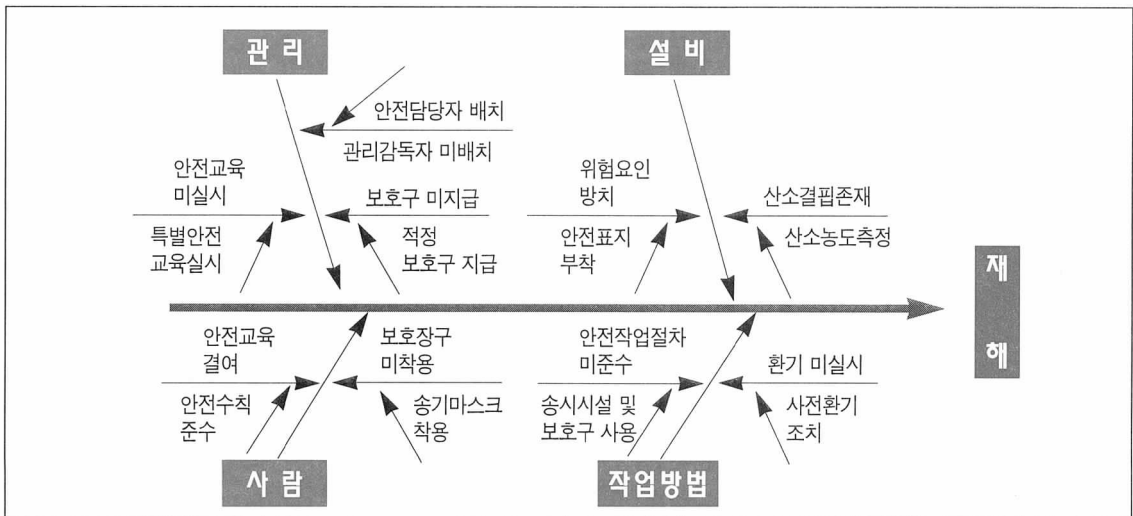 관 리
설 비
안전담당자 배치
관리감독자 미배치
안전교육
미실시
보호구 미지급
특별안전
교육실시
적정
보호구 지급
위험요인
방치
산소결핍존재
안전표지
부착
산소농도측정
재
해
안전교육
결여
보호장구
미착용
안전수칙
준수
송기마스크
착용
안전작업절차
미준수
환기 미실시
송시시설 및
보호구 사용
사전환기
조치
사 람
작업방법